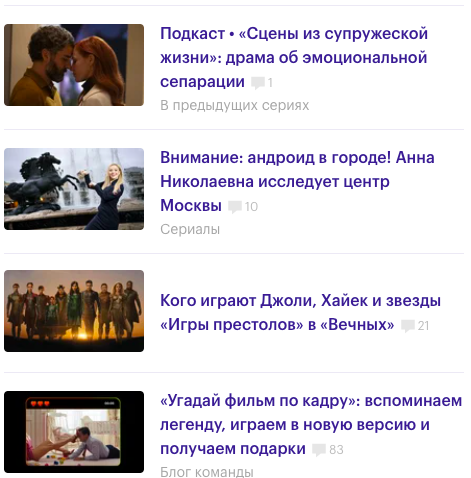 Подкаст • «Сцены из супружеской
жизни»: драма об эмоциональной
сепарации 1
В предыдущих сериях
Внимание: андроид в городе! Анна
Николаевна исследует центр
Москвы 10
Сериалы
Кого играют Джоли, Хайек и звезды
«Игры престолов» в «Вечных» 21
«Угадай фильм по кадру»: вспоминаем
легенду, играем в новую версию и
получаем подарки 83
Блог команды